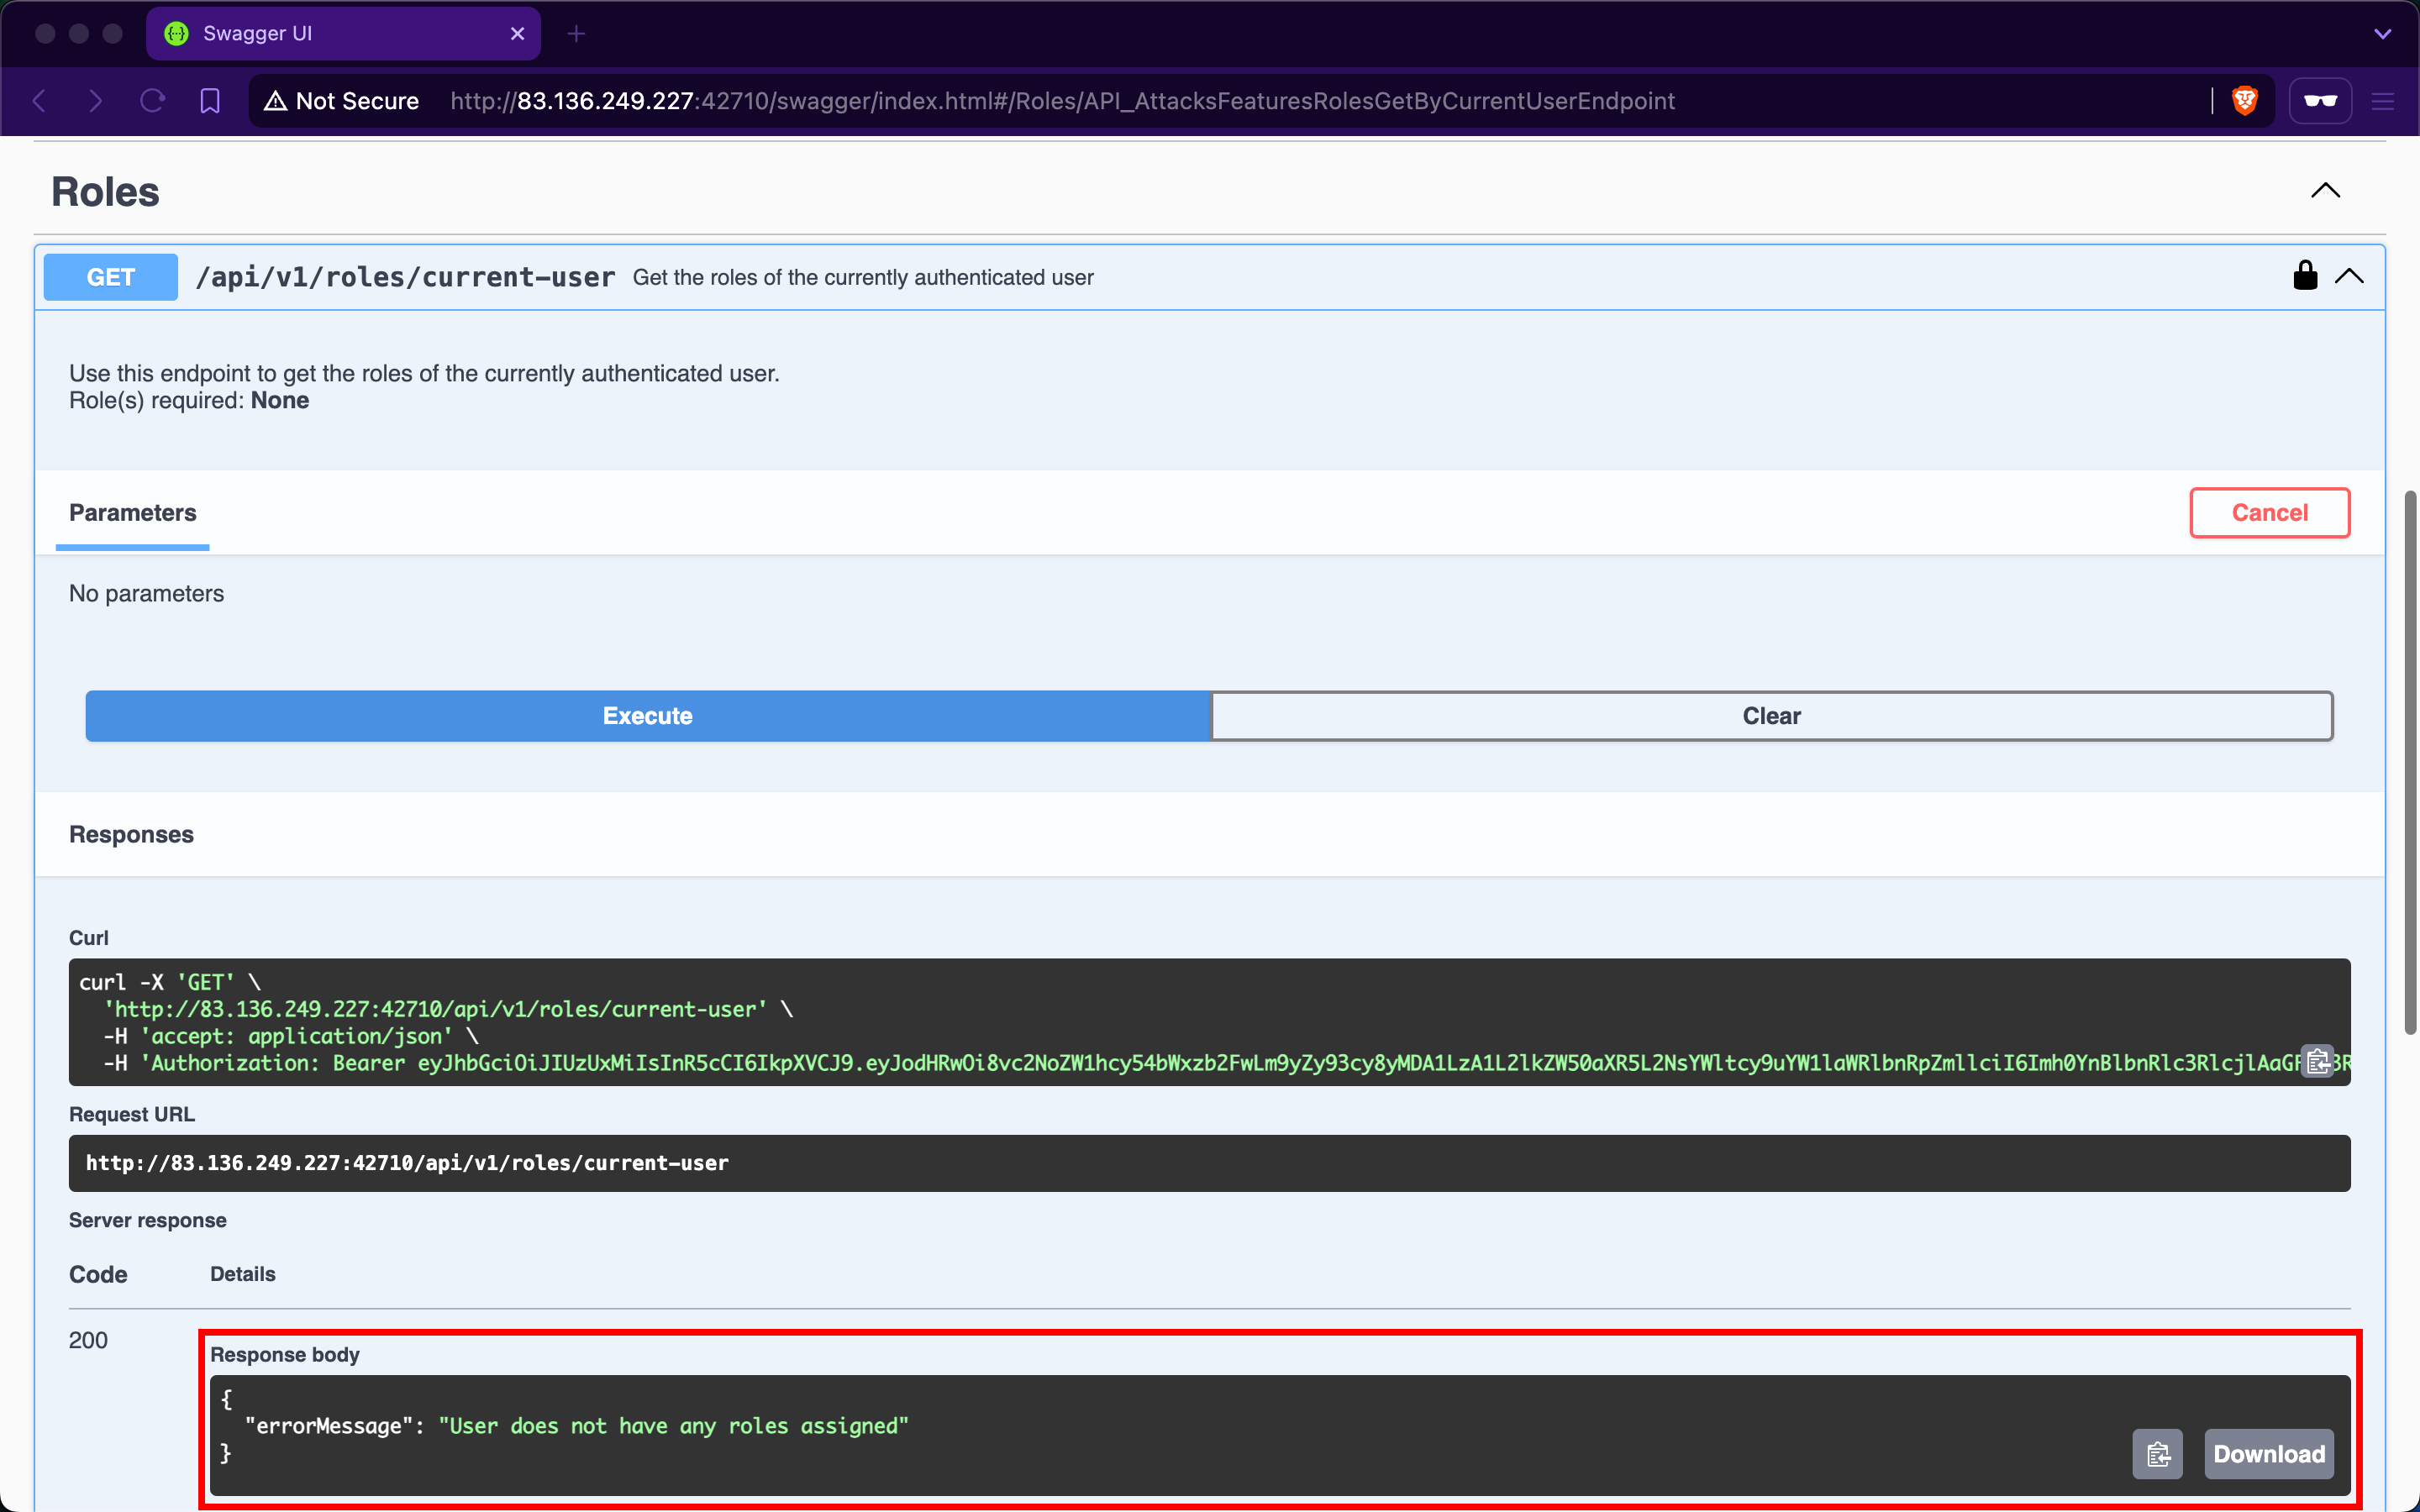 Swagger UI
Not Secure http://83.136.249.227:42710/swagger/index.html#/Roles/API_AttacksFeaturesRolesGetByCurrentUserEndpoint
Roles
GET /api/v1/roles/current-user Get the roles of the currently authenticated user
Use this endpoint to get the roles of the currently authenticated user.
Role(s) required: None
Parameters
Cancel
No parameters
Execute
Clear
Responses
Curl
curl -X 'GET' \
'http://83.136.249.227:42710/api/v1/roles/current-user' \
-H 'accept: application/json' \
-H 'Authorization: Bearer eyJhbGciOiJIUzUxMiIsInR5cCI6IkpXVCJ9.eyJodHRwOi8vc2NoZW1hcy54bWxzb2FwLm9yZy93cy8yMDA1LzA1L2lkZW50aXR5L2NsYWltcy9uYW1laWRlbnRpZmllciI6Imh0YnBlbnRlc3RlcjlAaGF
Request URL
http://83.136.249.227:42710/api/v1/roles/current-user
Server response
Code Details
200
Response body
{
"errorMessage": "User does not have any roles assigned"
}
Download